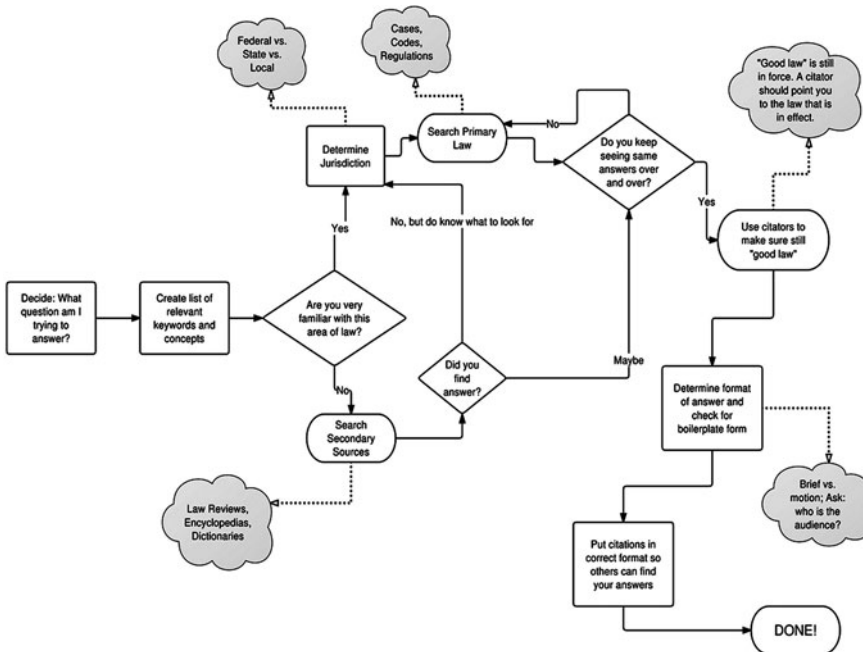 Federal vs.
State vs.
Local
Cases,
Codes,
Regulations
"Good law" is still
in force. A citator
should point you
to the law that is
in effect.
Determine
Jurisdiction
Search Primary
Law
No
Do you keep
seeing same
answers over
and over?
Yes
Use citators to
make sure still
"good law"
Yes
No, but do know what to look for
Decide: What
question am I
trying to
answer?
Create list of
relevant
keywords and
concepts
Are you very
familiar with this
area of law?
Did you
find
answer?
Maybe
No
Search
Secondary
Sources
Law Reviews,
Encyclopedias,
Dictionaries
Determine format
of answer and
check for
boilerplate form
Brief vs.
motion; Ask:
who is the
audience?
Put citations in
correct format so
others can find
your answers
DONE!